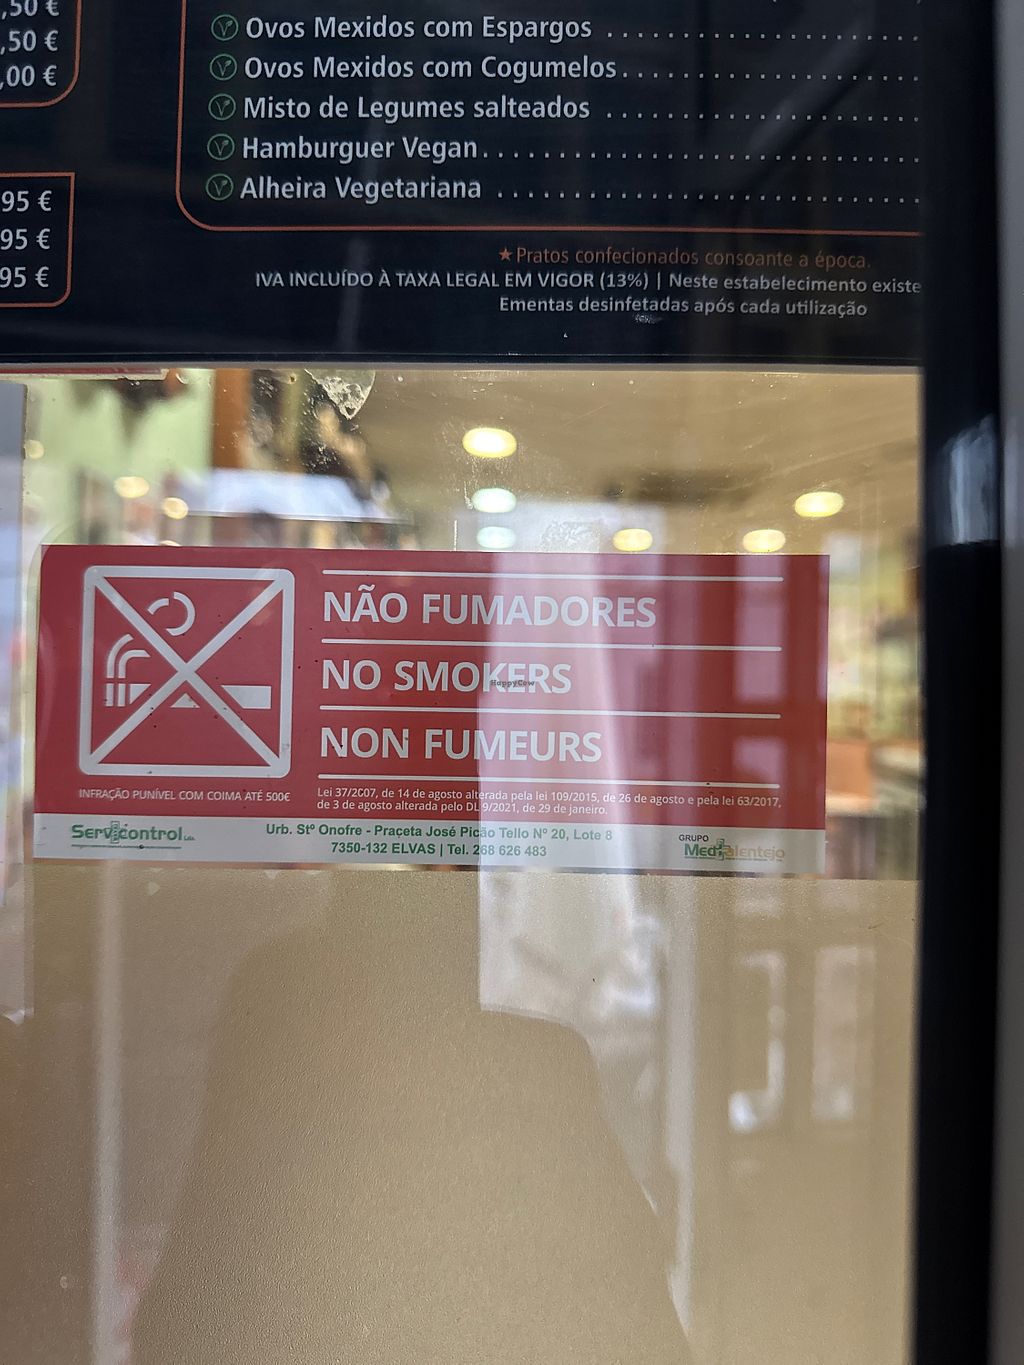 ,50 €
,50 €
,00 €
95 €
95 €
95 €
Ovos Mexidos com Espargos
Ovos Mexidos com Cogumelos
Misto de Legumes salteados
Hamburguer Vegan
Alheira Vegetariana
★Pratos confecionados consoante a época.
IVA INCLUÍDO À TAXA LEGAL EM VIGOR (13%) | Neste estabelecimento existe
Ementas desinfetadas após cada utilização
NÃO FUMADORES
NO SMOKERS
HappyCow
NON FUMEURS
INFRAÇÃO PUNÍVEL COM COIMA ATÉ 500€
Lei 37/2007, de 14 de agosto alterada pela lei 109/2015, de 26 de agosto e pela lei 63/2017,
de 3 de agosto alterada pelo DL 9/2021, de 29 de janeiro.
Servicontrol Lda.
Urb. Stº Onofre - Praceta José Picão Tello Nº 20, Lote 8
7350-132 ELVAS | Tel. 268 626 483
GRUPO
Medialentejo